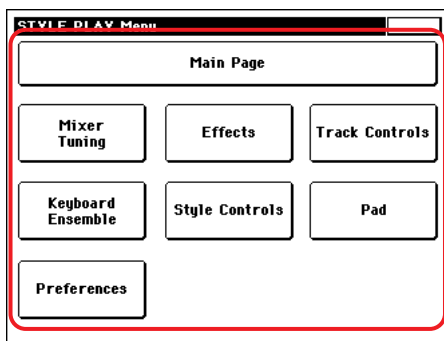 STYLE PLAY Menu
Main Page
Mixer
Tuning
Effects
Track Controls
Keyboard
Ensemble
Style Controls
Pad
Preferences